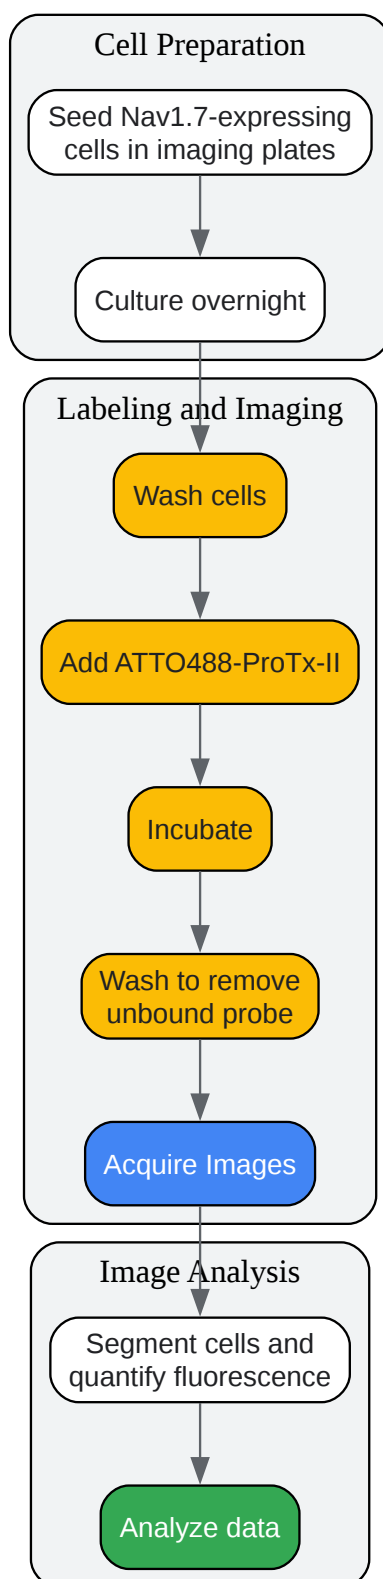 Cell Preparation
Seed Nav1.7-expressing
cells in imaging plates
Culture overnight
Labeling and Imaging
Wash cells
Add ATTO488-ProTx-II
Incubate
Wash to remove
unbound probe
Acquire Images
Image Analysis
Segment cells and
quantify fluorescence
Analyze data